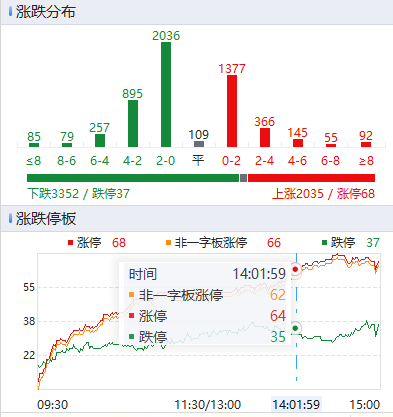 涨跌分布
85 79 257 895 2036 109 1377 366 145 55 92
≤8 8-6 6-4 4-2 2-0 平 0-2 2-4 4-6 6-8 ≥8
下跌3352 / 跌停37 上涨2035 / 涨停68
涨跌停板
涨停 68 非一字板涨停 66 跌停 37
时间 14:01:59
非一字板涨停 62
涨停 64
跌停 35
55
38
22
09:30 11:30/13:00 14:01:59 15:00